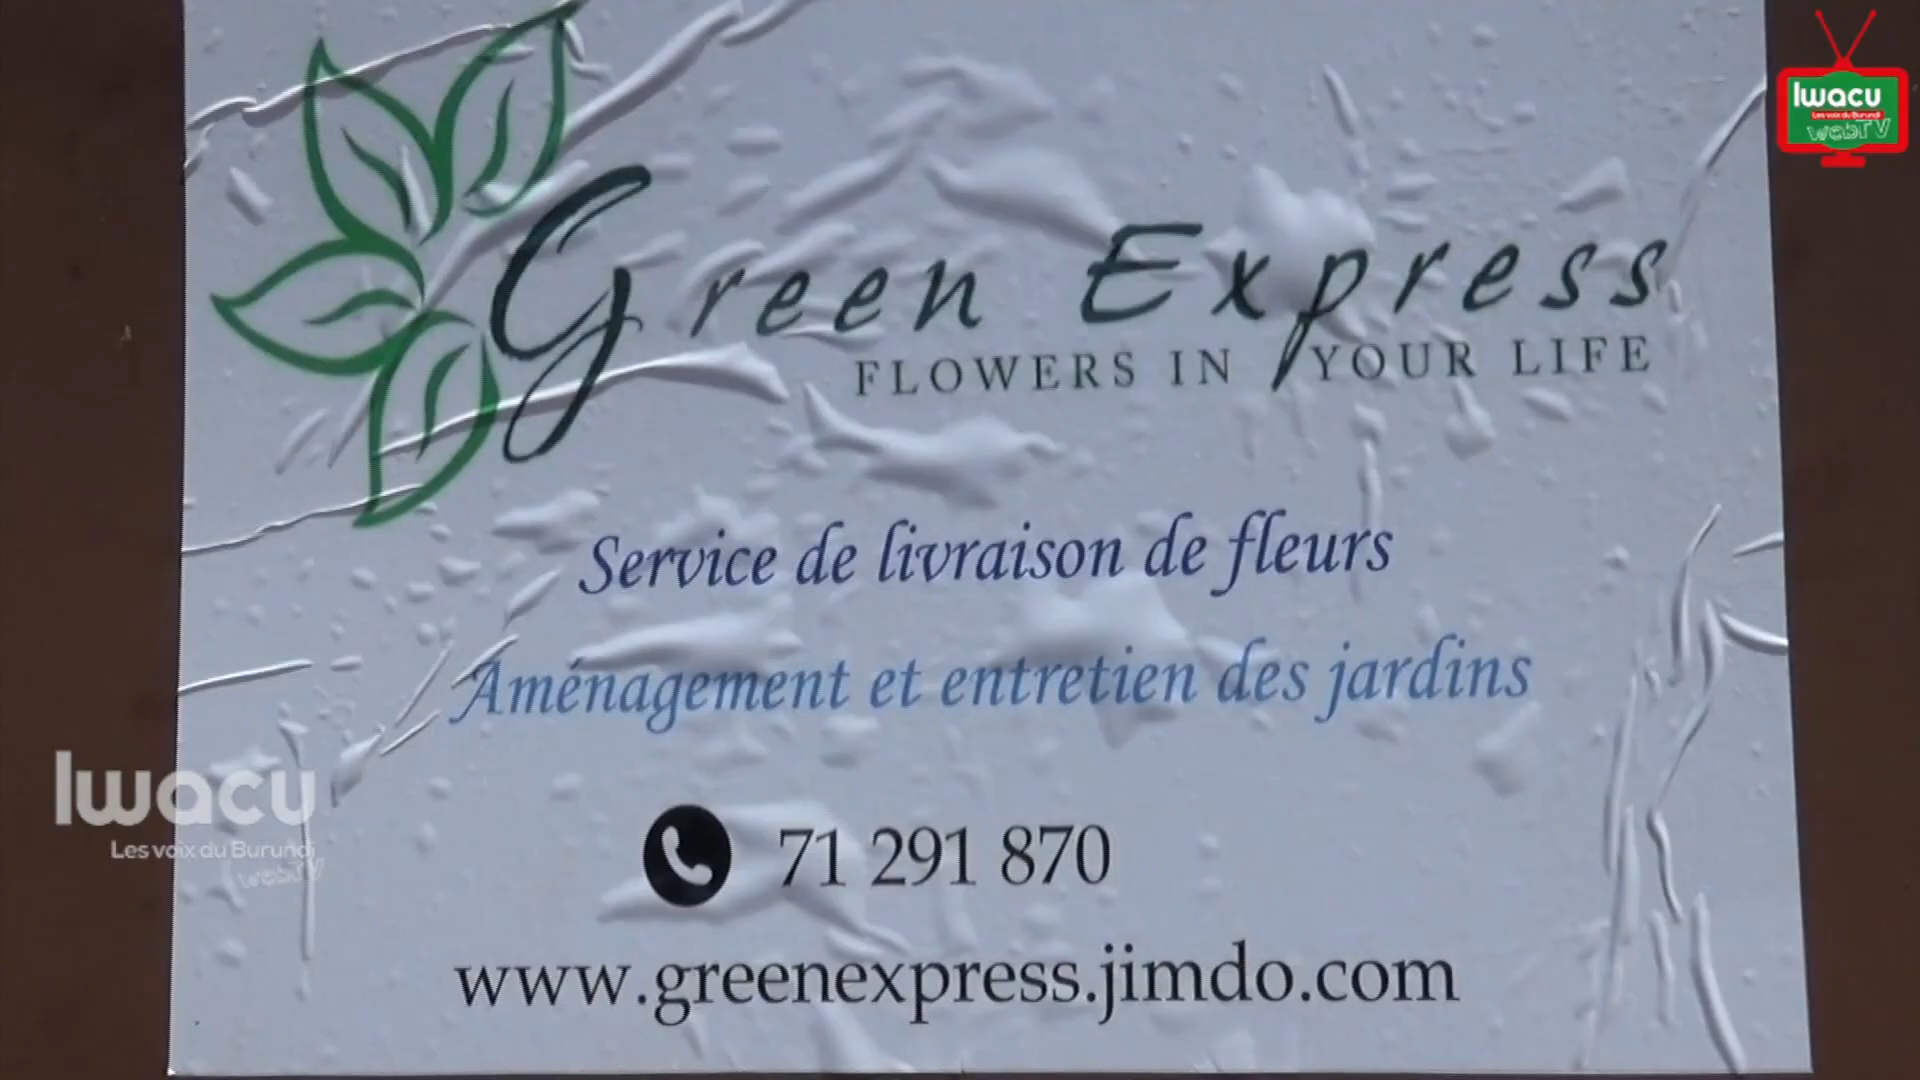 Iwacu
Les voix du Burundi
webTV
Green Express
FLOWERS IN YOUR LIFE
Service de livraison de fleurs
Aménagement et entretien des jardins
71 291 870
www.greenexpress.jimdo.com
Iwacu
Les voix du Burundi
webTV